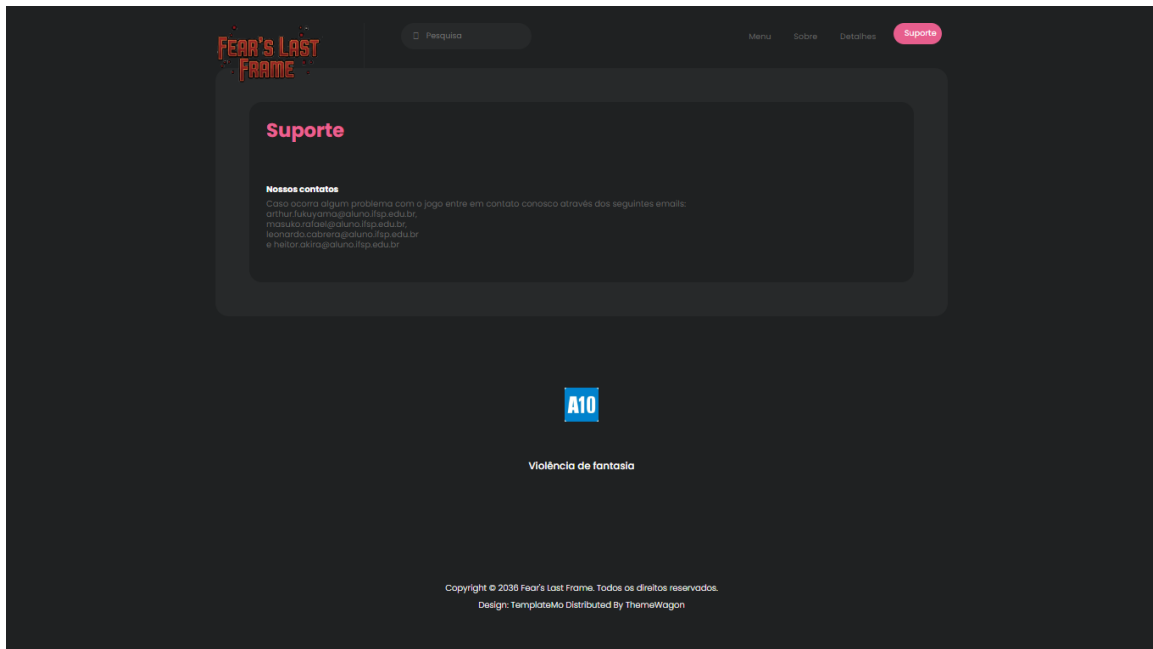 FEAR'S LAST
FRAME
Pesquisa
Menu
Sobre
Detalhes
Suporte
Suporte
Nossos contatos
Caso ocorra algum problema com o jogo entre em contato conosco através dos seguintes emails:
arthur.fukuyama@aluno.ifsp.edu.br,
masuko.rafael@aluno.ifsp.edu.br,
leonardo.cabrera@aluno.ifsp.edu.br
e heitor.akira@aluno.ifsp.edu.br
A10
Violência de fantasia
Copyright © 2036 Fear's Last Frame. Todos os direitos reservados.
Design: TemplateMo Distributed By ThemeWagon